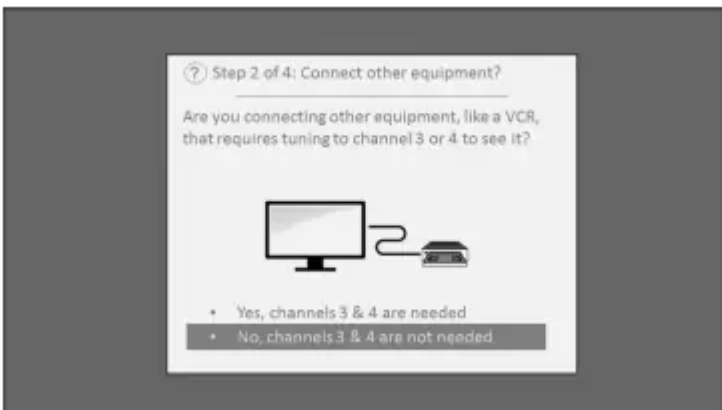 ? Step 2 of 4: Connect other equipment?
Are you connecting other equipment, like a VCR,
that requires tuning to channel 3 or 4 to see it?
• Yes, channels 3 & 4 are needed
• No, channels 3 & 4 are not needed